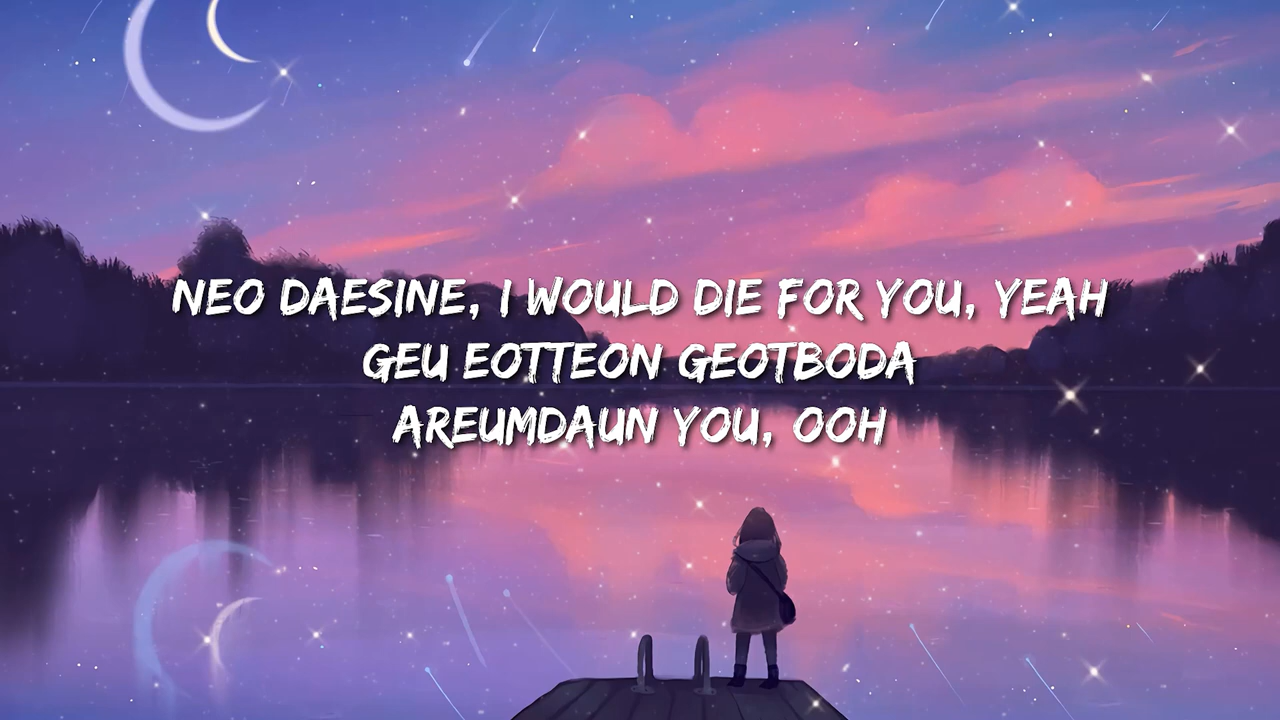 NEO DAESINE, I WOULD DIE FOR YOU, YEAH
GEU EOTTEON GEOTBODA
AREUMDAUN YOU, OOH